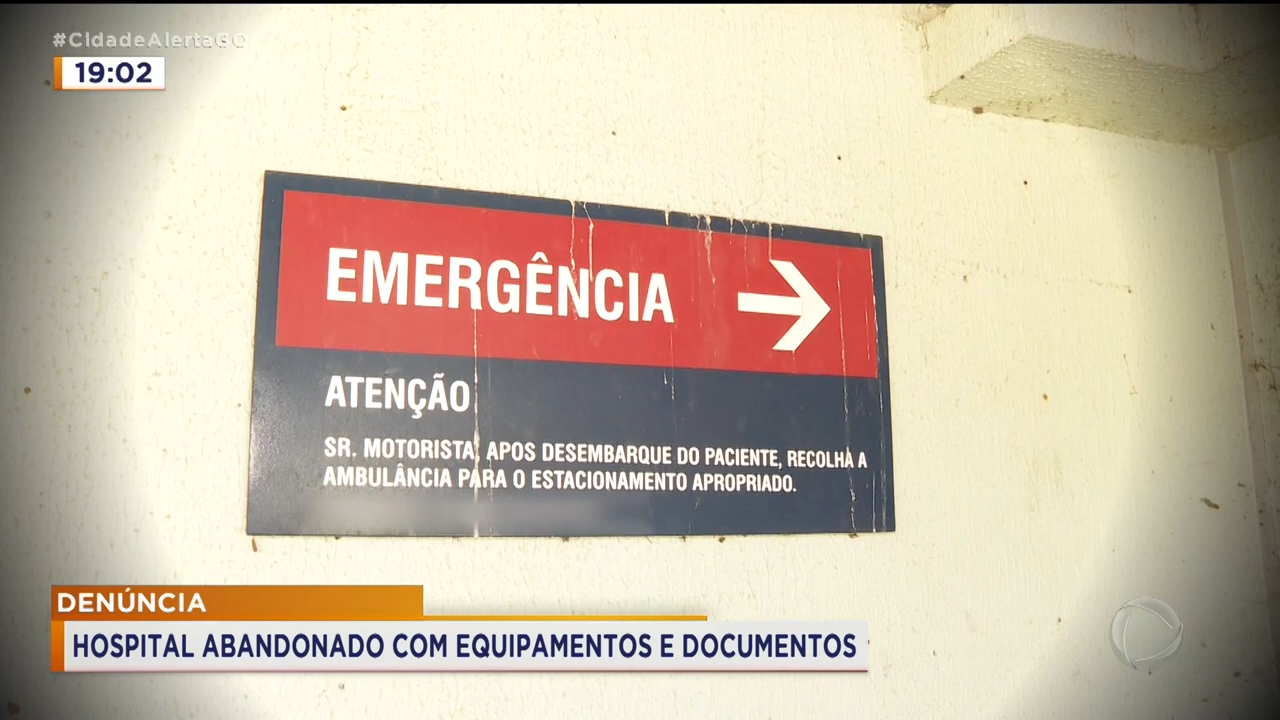 #CIdadeAlertaGO
19:02
EMERGÊNCIA
ATENÇÃO
SR. MOTORISTA, APOS DESEMBARQUE DO PACIENTE, RECOLHA A
AMBULÂNCIA PARA O ESTACIONAMENTO APROPRIADO.
DENÚNCIA
HOSPITAL ABANDONADO COM EQUIPAMENTOS E DOCUMENTOS